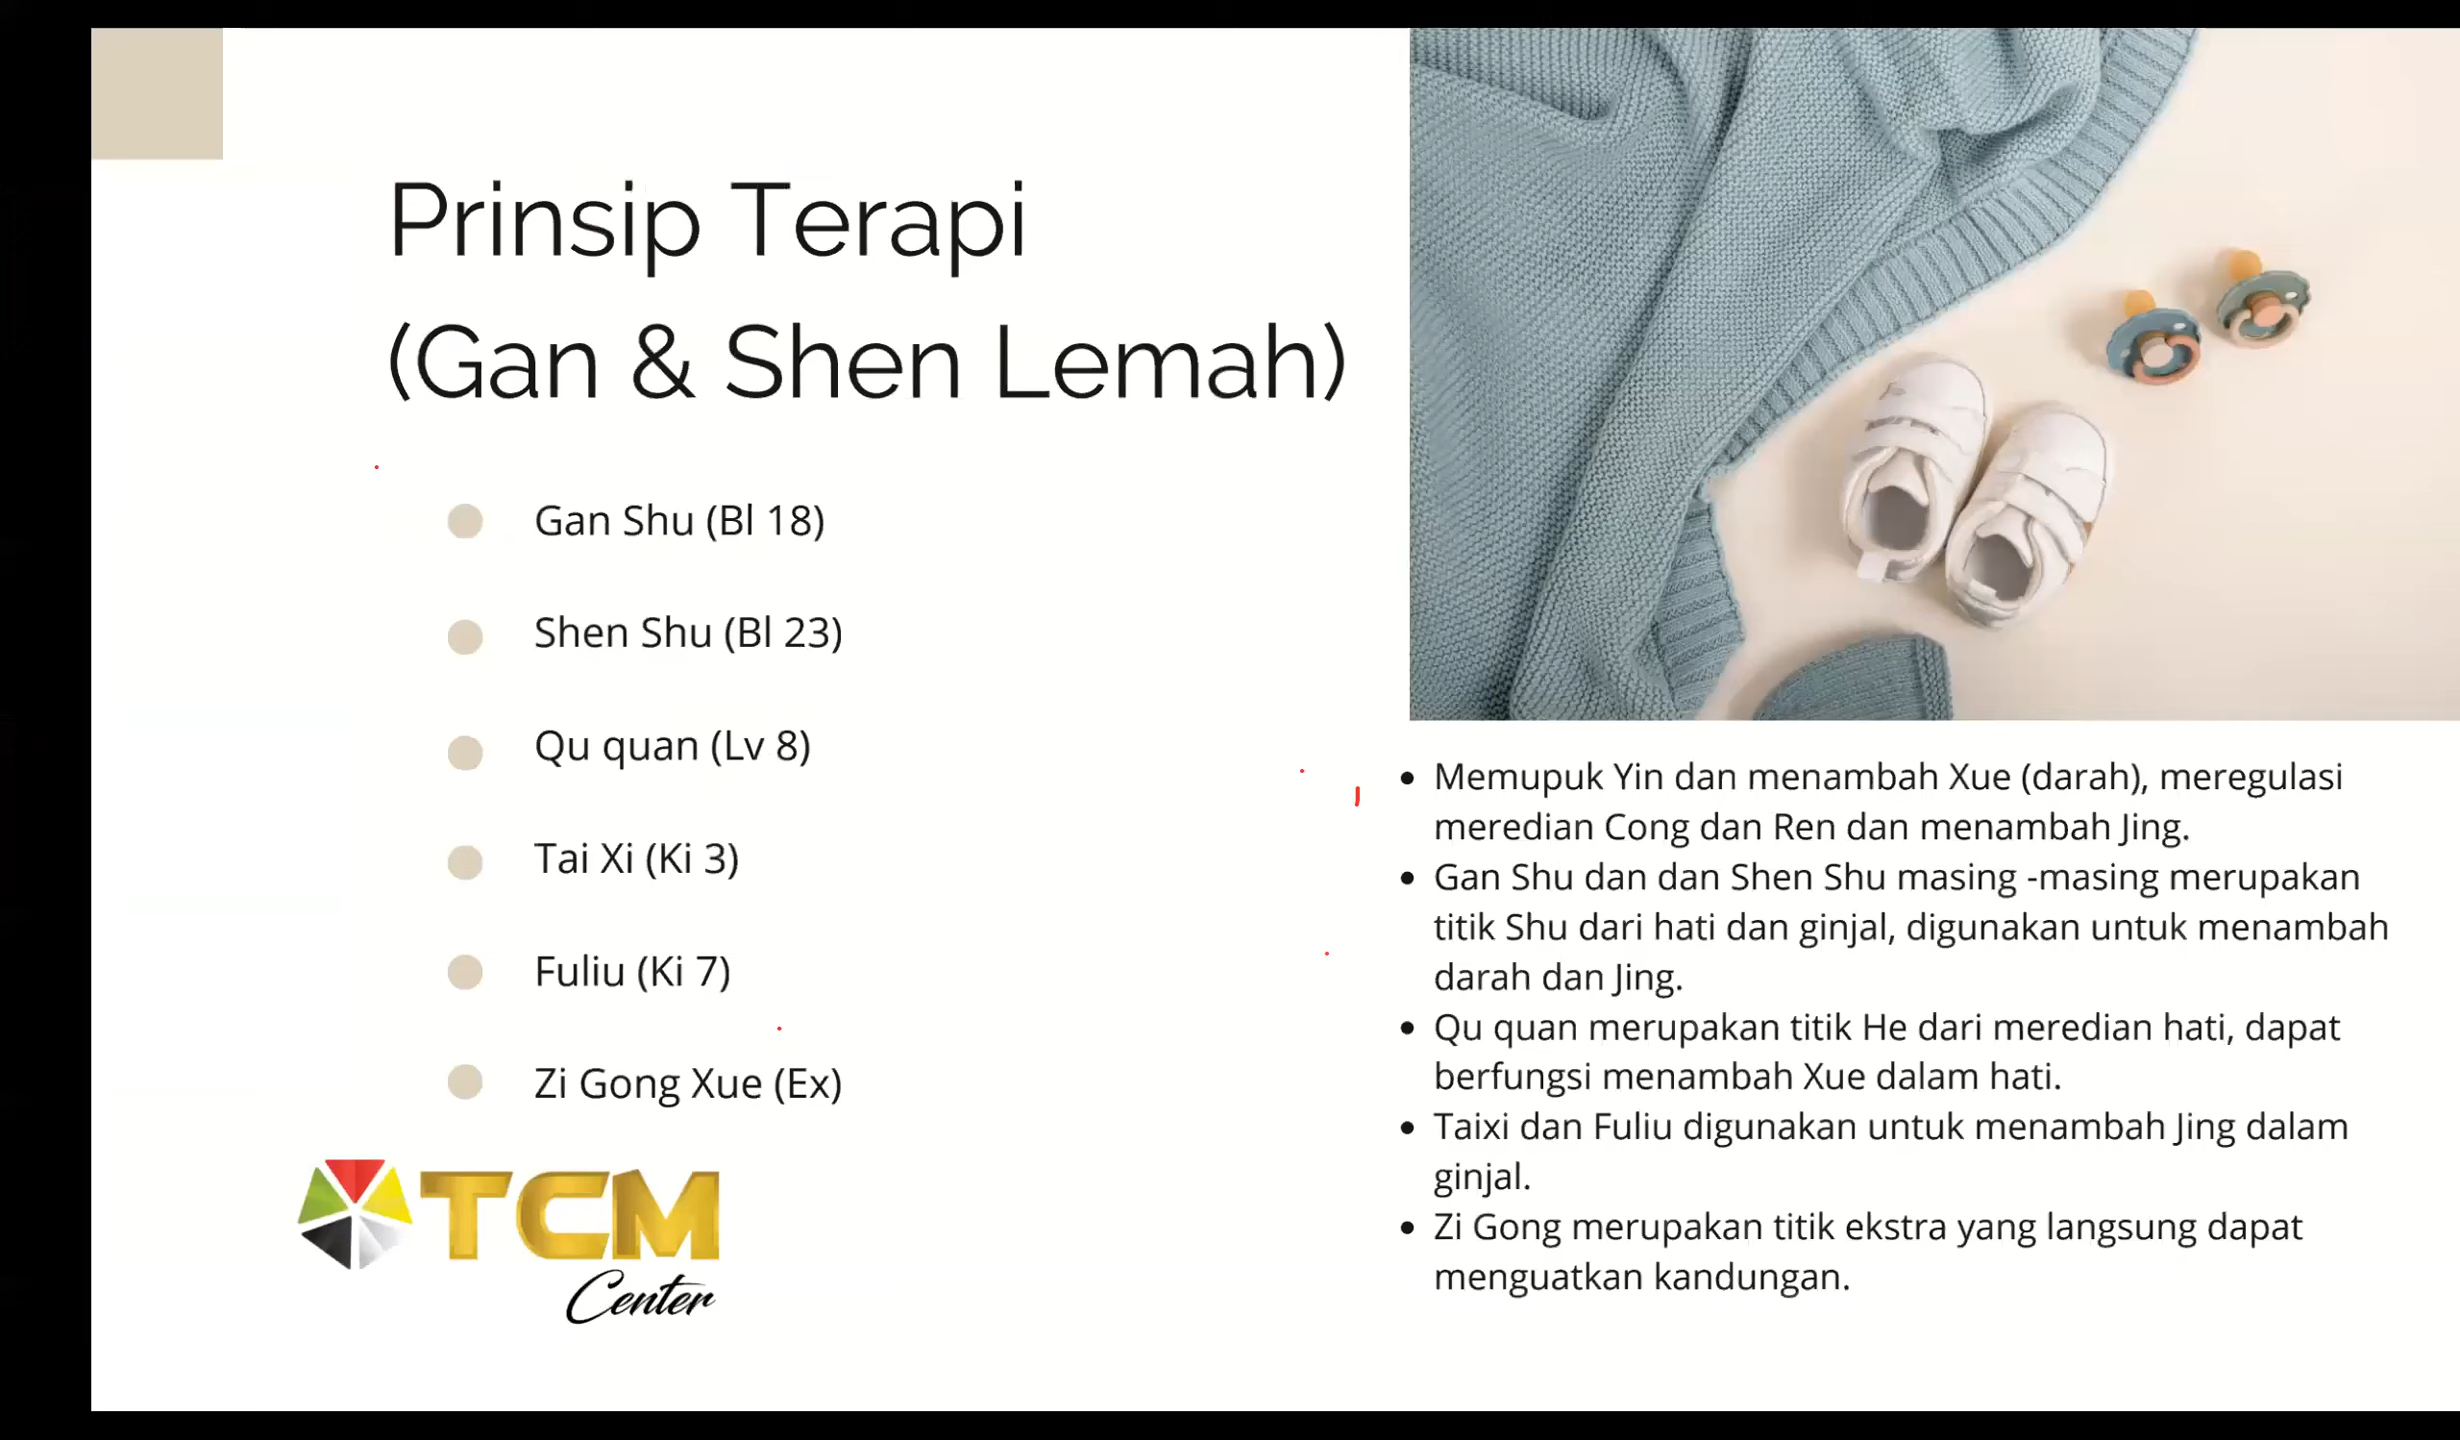 Prinsip Terapi
(Gan & Shen Lemah)
Gan Shu (Bl 18)
Shen Shu (Bl 23)
Qu quan (Lv 8)
Tai Xi (Ki 3)
Fuliu (Ki 7)
Zi Gong Xue (Ex)
TCM
Center
• Memupuk Yin dan menambah Xue (darah), meregulasi
meredian Cong dan Ren dan menambah Jing.
• Gan Shu dan dan Shen Shu masing -masing merupakan
titik Shu dari hati dan ginjal, digunakan untuk menambah
darah dan Jing.
• Qu quan merupakan titik He dari meredian hati, dapat
berfungsi menambah Xue dalam hati.
• Taixi dan Fuliu digunakan untuk menambah Jing dalam
ginjal.
• Zi Gong merupakan titik ekstra yang langsung dapat
menguatkan kandungan.